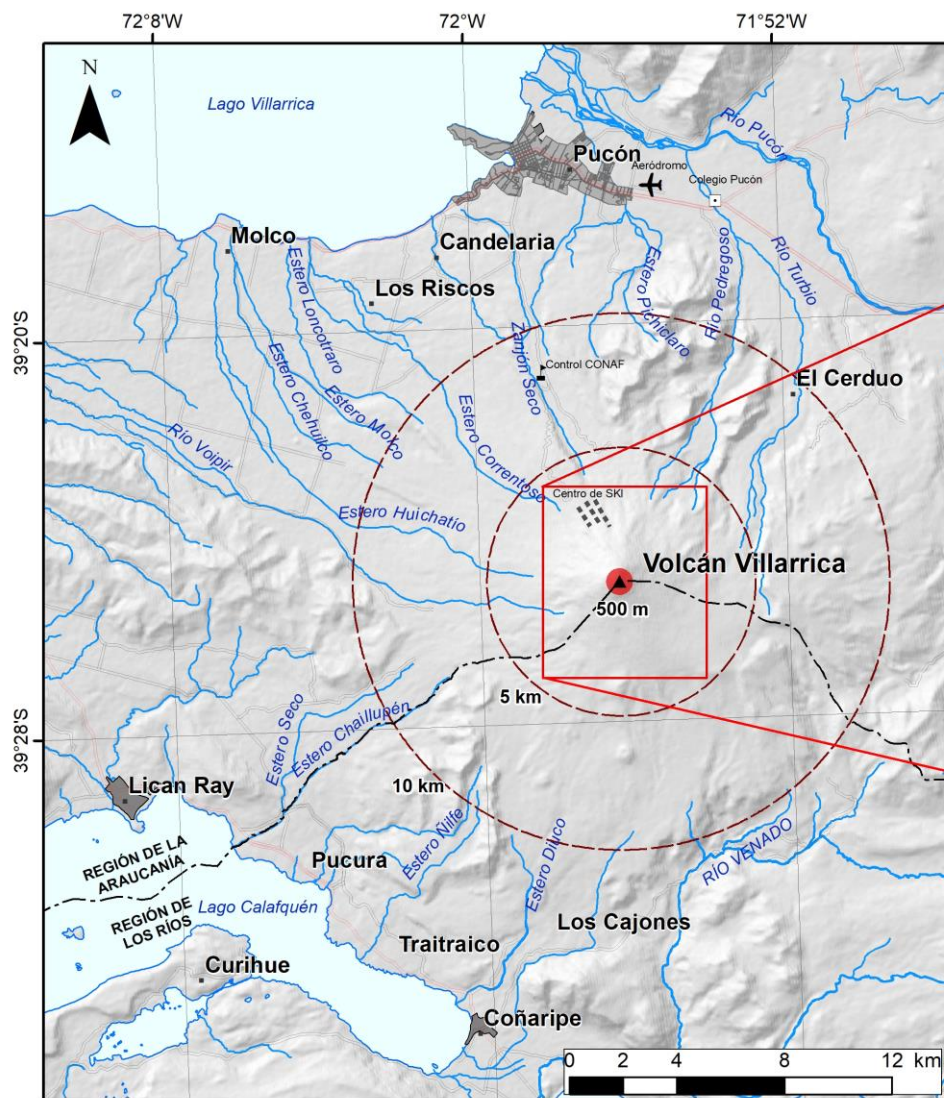 72°8'W
72°0'W
71°52'W
N
Lago Villarrica
Río Pucón
Pucón
Aeródromo
Colegio Pucón
Molco
Candelaria
Estero Loncotraro
Los Riscos
Estero Pichiclaro
Río Pedregoso
Río Turbio
39°20'S
Zanjón Seco
Control CONAF
El Cerduo
Estero Chehuilco
Estero Molco
Río Voipir
Estero Correntoso
Centro de SKI
Estero Huichatío
Volcán Villarrica
500 m
5 km
Estero Seco
Estero Chaillupén
39°28'S
10 km
Lican Ray
REGIÓN DE LA
ARAUCANÍA
Pucura
Estero Ñilfe
Estero Diuco
RÍO VENADO
REGIÓN DE
LOS RÍOS
Lago Calafquén
Los Cajones
Traitraico
Curihue
Coñaripe
0 2 4 8 12 km